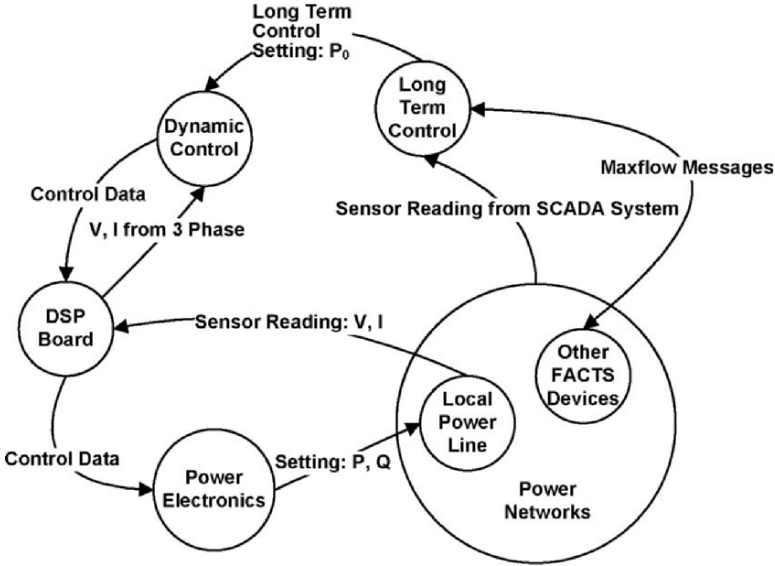 Long Term
Control
Setting: P₀
Long
Term
Control
Dynamic
Control
Maxflow Messages
Control Data
Sensor Reading from SCADA System
V, I from 3 Phase
DSP
Board
Sensor Reading: V, I
Other
FACTS
Devices
Local
Power
Line
Control Data
Setting: P, Q
Power
Electronics
Power
Networks